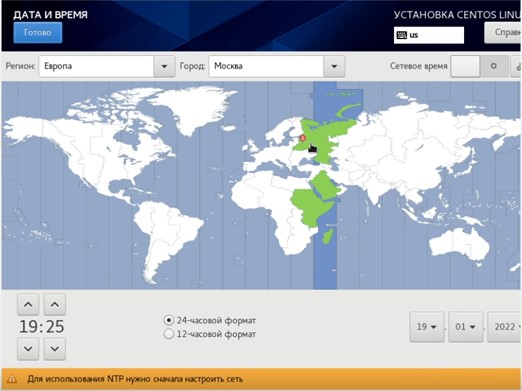 ДАТА И ВРЕМЯ
УСТАНОВКА CENTOS LINU
Готово
us
Справ
Регион: Европа Город: Москва Сетевое время
19:25
24-часовой формат
12-часовой формат
19 . 01 . 2022
Для использования NTP нужно сначала настроить сеть